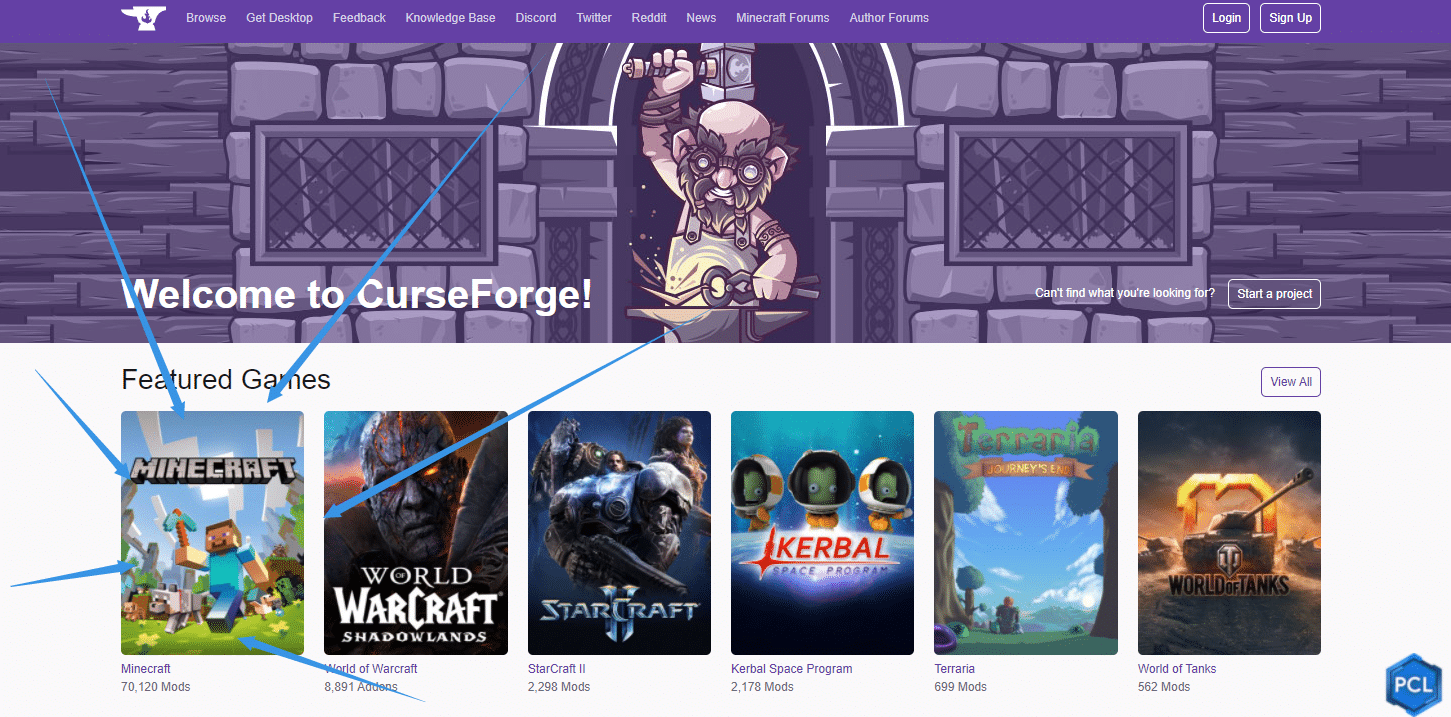 Browse Get Desktop Feedback Knowledge Base Discord Twitter Reddit News Minecraft Forums Author Forums Login Sign Up
Welcome to CurseForge!
Can't find what you're looking for? Start a project
Featured Games
View All
MINECRAFT
WORLD OF WARCRAFT
SHADOWLANDS
STARCRAFT
II
KERBAL
SPACE PROGRAM
Terraria
JOURNEY'S END
WORLD OF TANKS
Minecraft World of Warcraft StarCraft II Kerbal Space Program Terraria World of Tanks
70,120 Mods 8,891 Addons 2,298 Mods 2,178 Mods 699 Mods 562 Mods
PCL